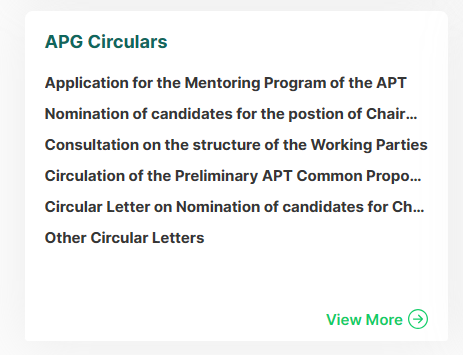 APG Circulars
Application for the Mentoring Program of the APT
Nomination of candidates for the postion of Chair...
Consultation on the structure of the Working Parties
Circulation of the Preliminary APT Common Propo...
Circular Letter on Nomination of candidates for Ch...
Other Circular Letters
View More